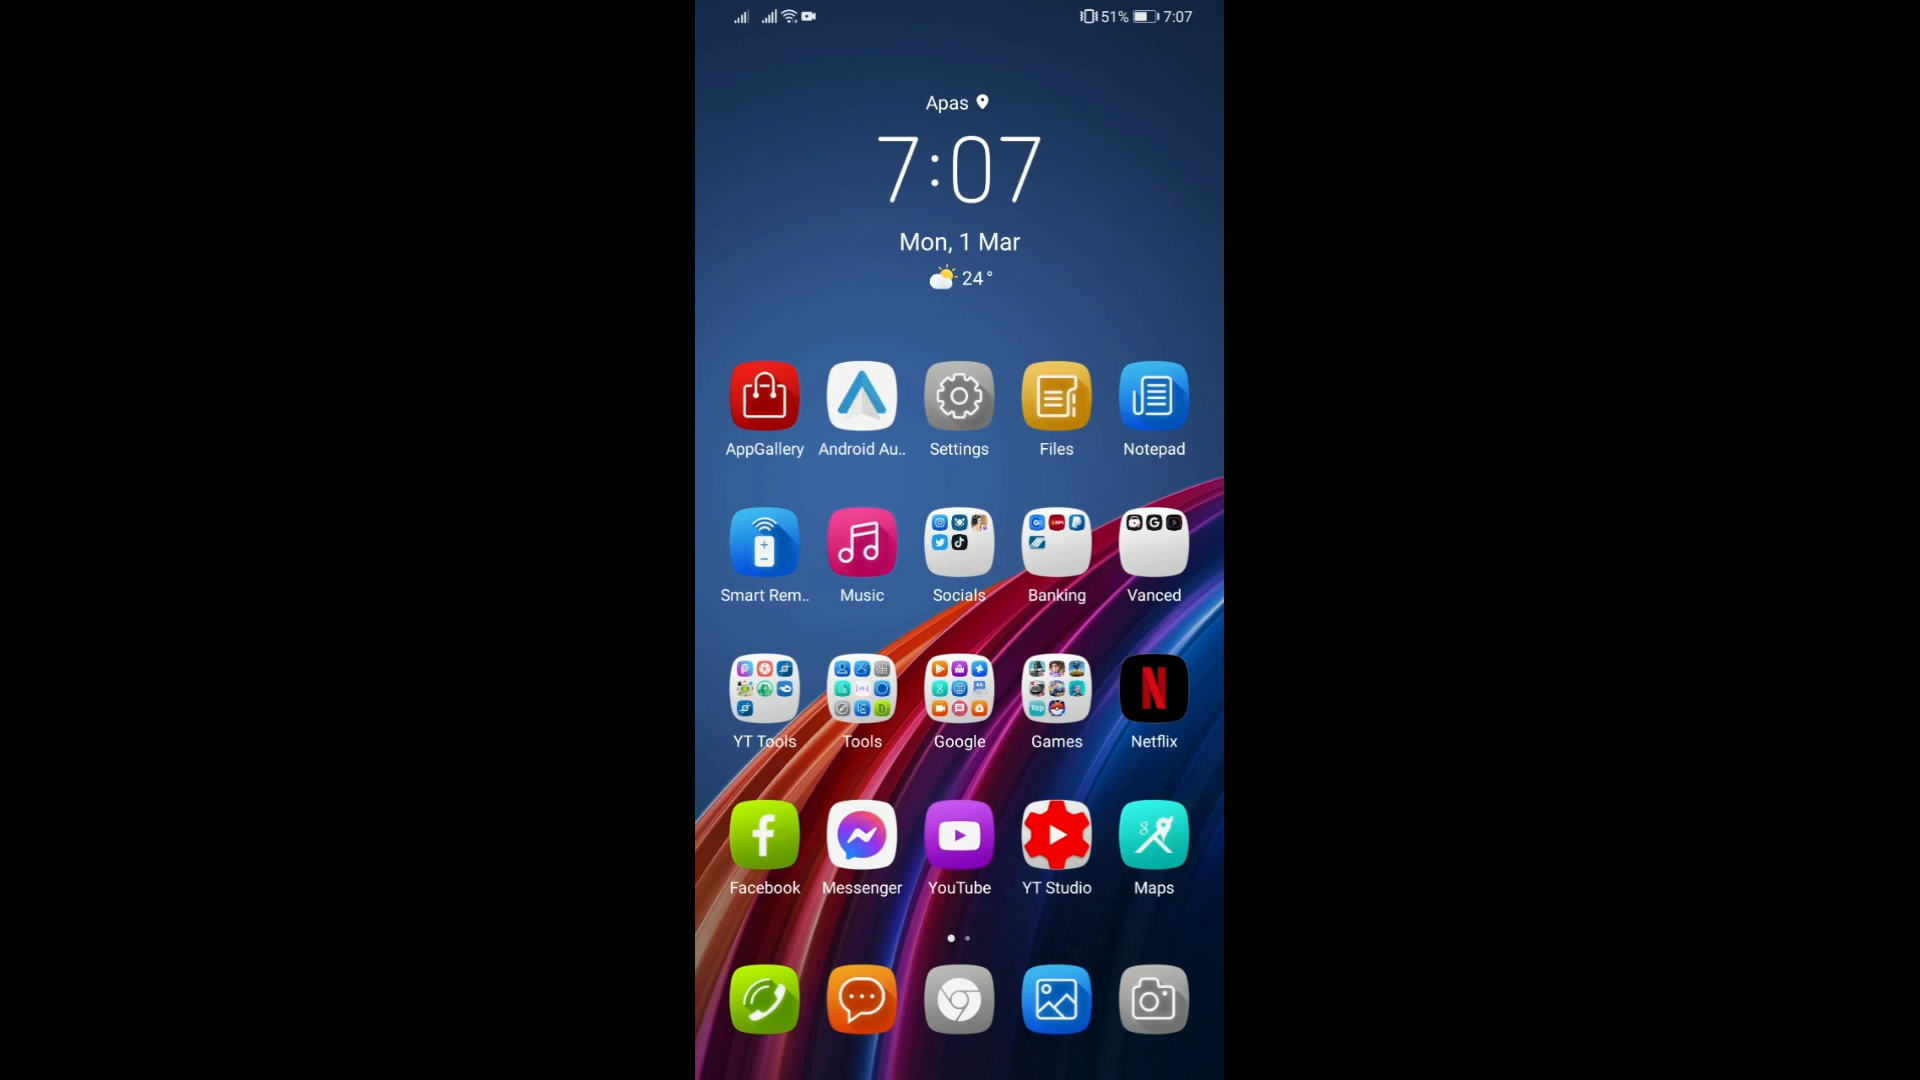 51% 7:07
Apas
7:07
Mon, 1 Mar
24°
AppGallery Android Au.. Settings Files Notepad
Smart Rem.. Music Socials Banking Vanced
YT Tools Tools Google Games Netflix
Facebook Messenger YouTube YT Studio Maps